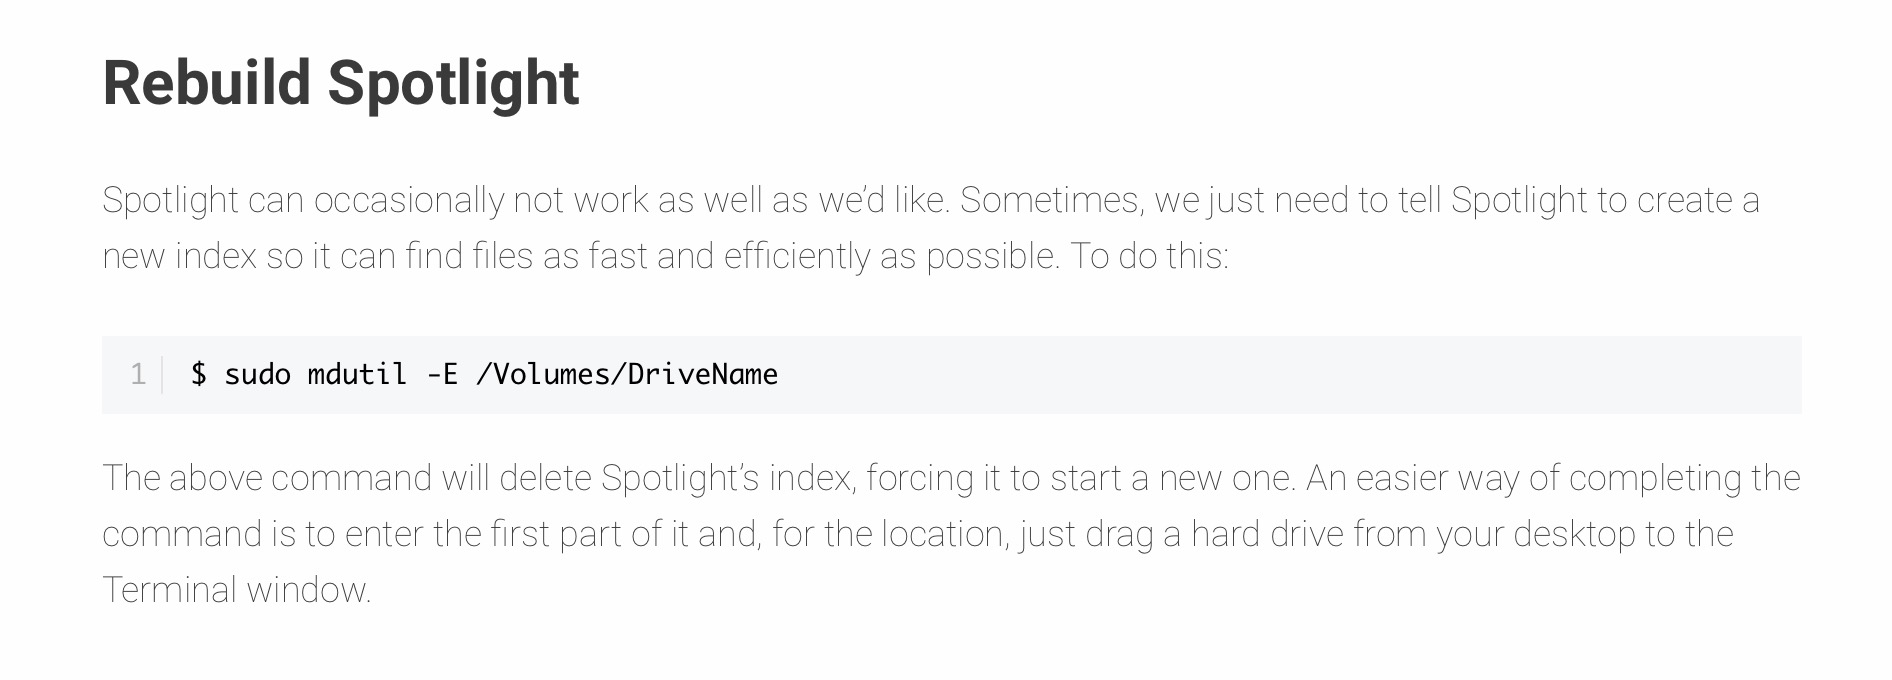 Rebuild Spotlight
Spotlight can occasionally not work as well as we’d like. Sometimes, we just need to tell Spotlight to create a
new index so it can find files as fast and efficiently as possible. To do this:
1 $ sudo mdutil -E /Volumes/DriveName
The above command will delete Spotlight’s index, forcing it to start a new one. An easier way of completing the
command is to enter the first part of it and, for the location, just drag a hard drive from your desktop to the
Terminal window.